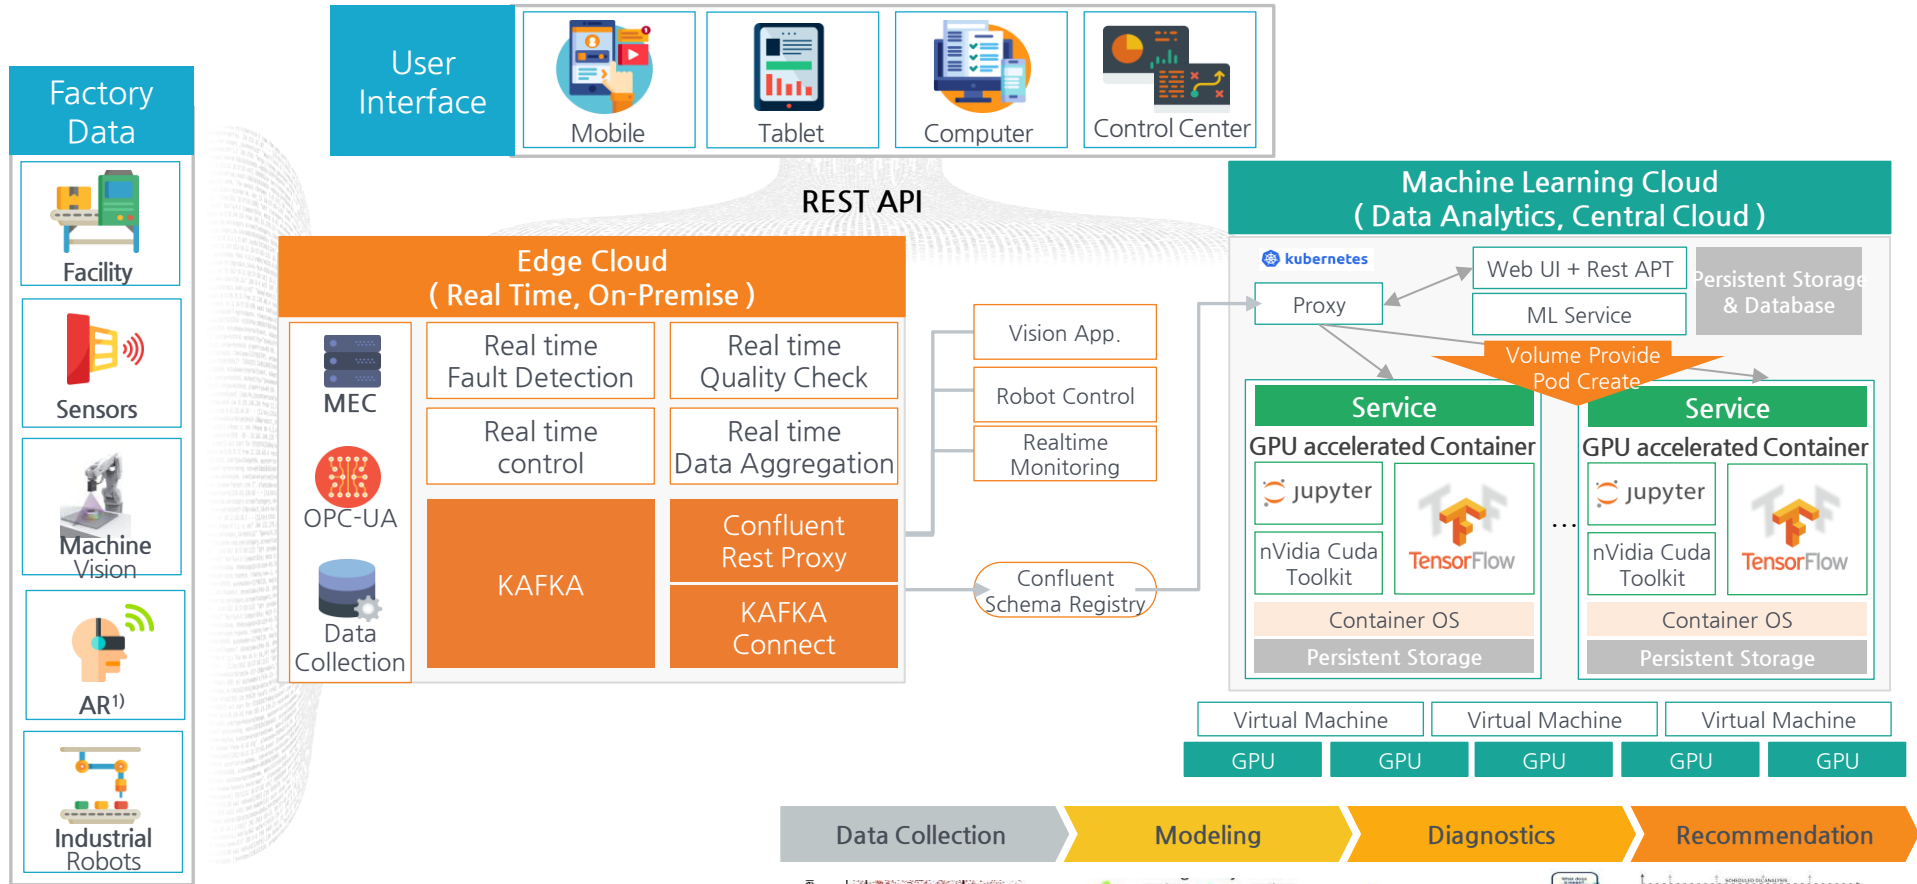 User
Interface
Mobile
Tablet
Computer
Control Center
Factory
Data
Facility
Sensors
Machine
Vision
AR¹⁾
Industrial
Robots
REST API
Edge Cloud
( Real Time, On-Premise )
MEC
OPC-UA
Data
Collection
Real time
Fault Detection
Real time
Quality Check
Real time
control
Real time
Data Aggregation
KAFKA
Confluent
Rest Proxy
KAFKA
Connect
Vision App.
Robot Control
Realtime
Monitoring
Confluent
Schema Registry
Machine Learning Cloud
( Data Analytics, Central Cloud )
kubernetes
Proxy
Web UI + Rest APT
ML Service
Persistent Storage
& Database
Volume Provide
Pod Create
Service
GPU accelerated Container
jupyter
nVidia Cuda
Toolkit
TensorFlow
Container OS
Persistent Storage
...
Service
GPU accelerated Container
jupyter
nVidia Cuda
Toolkit
TensorFlow
Container OS
Persistent Storage
Virtual Machine
Virtual Machine
Virtual Machine
GPU
GPU
GPU
GPU
GPU
Data Collection
Modeling
Diagnostics
Recommendation
SCHEDULED OIL ANALYSIS